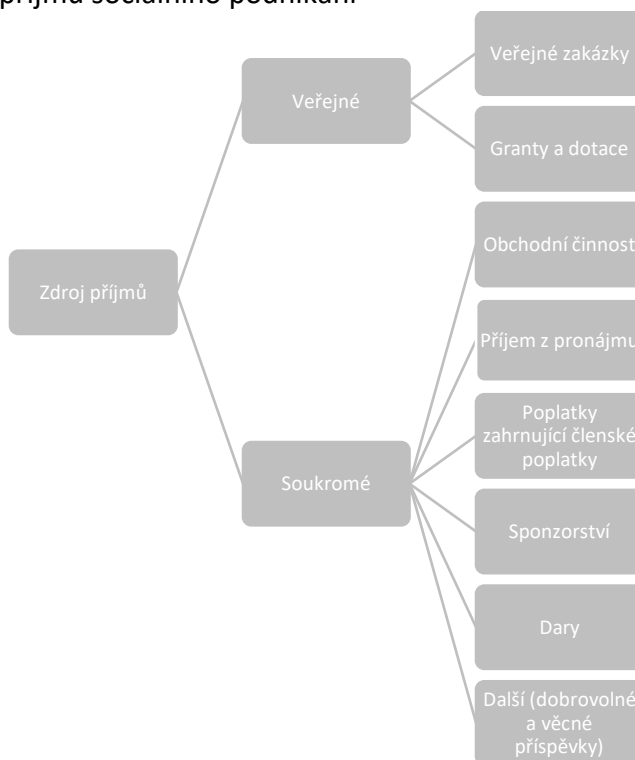 příjmů sociálního podnikání
Veřejné zakázky
Veřejné
Granty a dotace
Obchodní činnost
Zdroj příjmů
Příjem z pronájmu
Poplatky
zahrnující členské
poplatky
Soukromé
Sponzorství
Dary
Další (dobrovolné
a věcné
příspěvky)